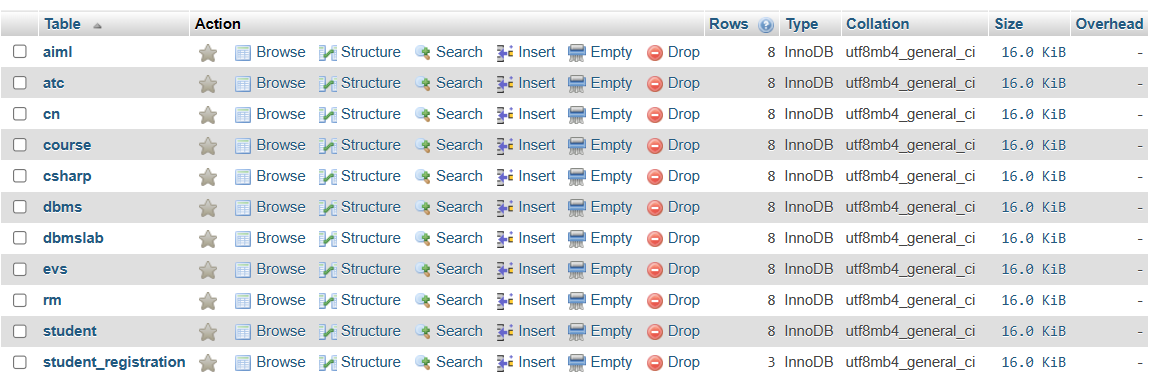 Table Action Rows Type Collation Size Overhead
aiml Browse Structure Search Insert Empty Drop 8 InnoDB utf8mb4_general_ci 16.0 KiB -
atc Browse Structure Search Insert Empty Drop 8 InnoDB utf8mb4_general_ci 16.0 KiB -
cn Browse Structure Search Insert Empty Drop 8 InnoDB utf8mb4_general_ci 16.0 KiB -
course Browse Structure Search Insert Empty Drop 8 InnoDB utf8mb4_general_ci 16.0 KiB -
csharp Browse Structure Search Insert Empty Drop 8 InnoDB utf8mb4_general_ci 16.0 KiB -
dbms Browse Structure Search Insert Empty Drop 8 InnoDB utf8mb4_general_ci 16.0 KiB -
dbmslab Browse Structure Search Insert Empty Drop 8 InnoDB utf8mb4_general_ci 16.0 KiB -
evs Browse Structure Search Insert Empty Drop 8 InnoDB utf8mb4_general_ci 16.0 KiB -
rm Browse Structure Search Insert Empty Drop 8 InnoDB utf8mb4_general_ci 16.0 KiB -
student Browse Structure Search Insert Empty Drop 8 InnoDB utf8mb4_general_ci 16.0 KiB -
student_registration Browse Structure Search Insert Empty Drop 3 InnoDB utf8mb4_general_ci 16.0 KiB -